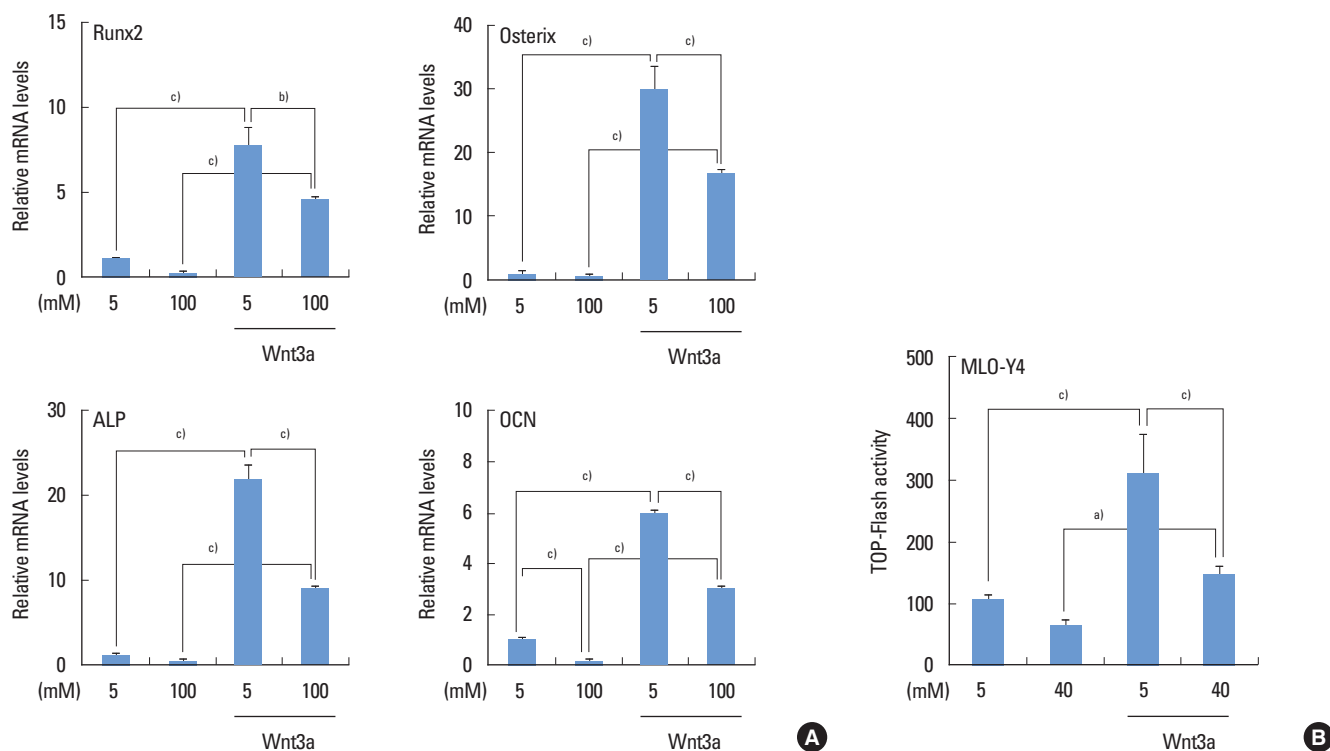 Runx2
Relative mRNA levels
15
10
5
0
c)
b)
c)
(mM) 5 100 5 100
Wnt3a
Osterix
Relative mRNA levels
40
30
20
10
0
c)
c)
c)
(mM) 5 100 5 100
Wnt3a
ALP
Relative mRNA levels
30
20
10
0
c)
c)
c)
(mM) 5 100 5 100
Wnt3a
OCN
Relative mRNA levels
10
8
6
4
2
0
c)
c)
c)
c)
(mM) 5 100 5 100
Wnt3a
A
MLO-Y4
TOP-Flash activity
500
400
300
200
100
0
c)
c)
a)
(mM) 5 40 5 40
Wnt3a
B